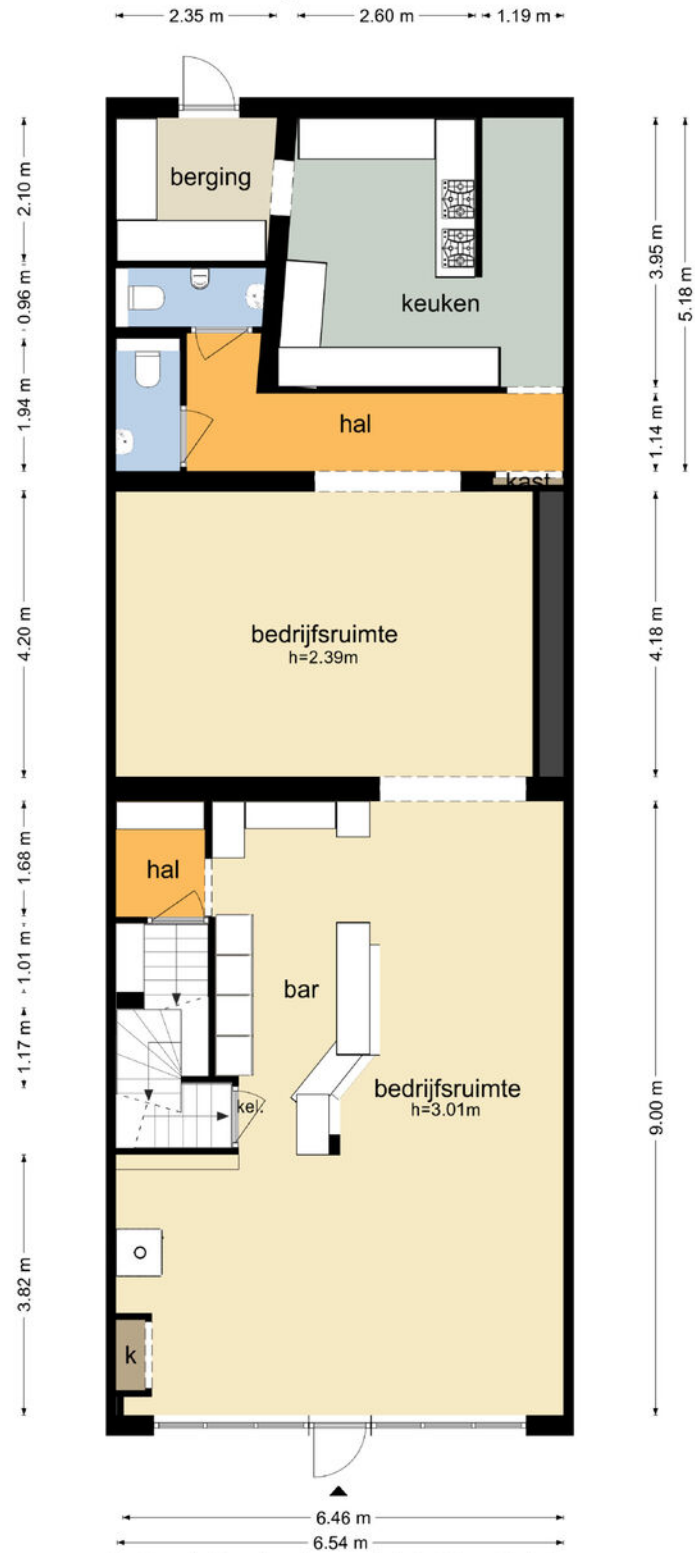 2.35 m
2.60 m
1.19 m
berging
keuken
2.10 m
0.96 m
1.94 m
3.95 m
5.18 m
1.14 m
hal
kast
4.20 m
bedrijfsruimte
h=2.39m
4.18 m
hal
1.68 m
1.01 m
1.17 m
bar
kel.
bedrijfsruimte
h=3.01m
9.00 m
3.82 m
k
6.46 m
6.54 m